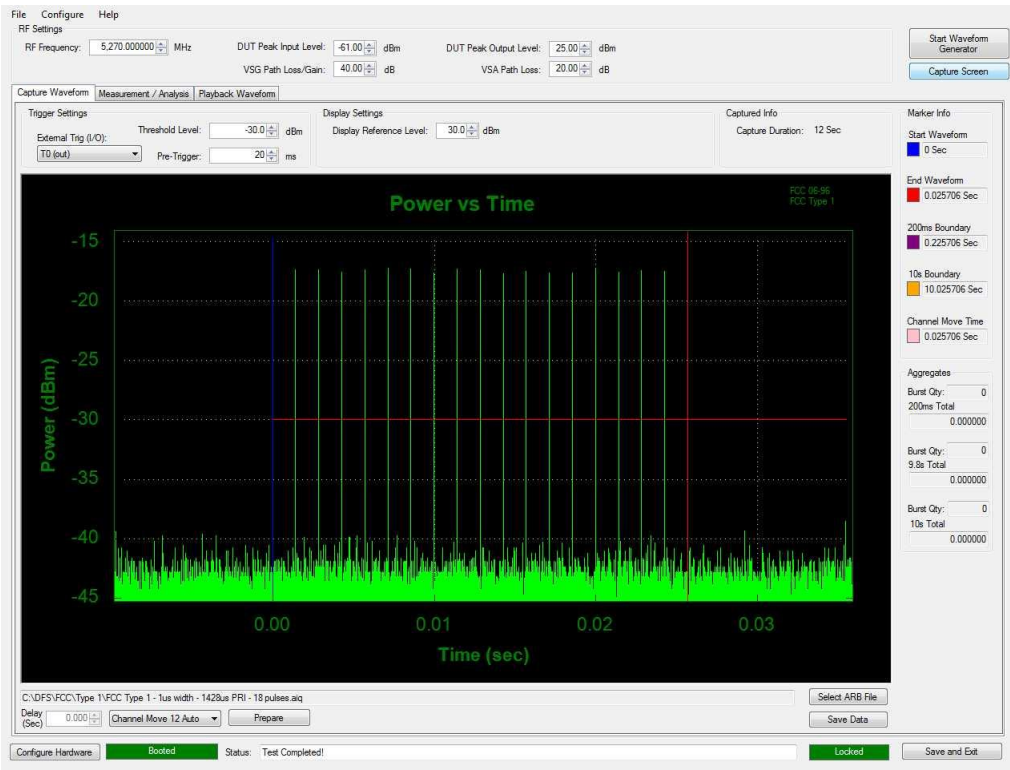 File Configure Help
RF Settings
RF Frequency: 5,270.000000 MHz DUT Peak Input Level: -61.00 dBm DUT Peak Output Level: 25.00 dBm
VSG Path Loss/Gain: 40.00 dB VSA Path Loss: 20.00 dB
Start Waveform
Generator
Capture Screen
Capture Waveform Measurement / Analysis Playback Waveform
Trigger Settings
External Trig (I/O):
T0 (out)
Threshold Level: -30.0 dBm
Pre-Trigger: 20 ms
Display Settings
Display Reference Level: 30.0 dBm
Captured Info
Capture Duration: 12 Sec
Marker Info
Start Waveform
0 Sec
End Waveform
0.025706 Sec
200ms Boundary
0.225706 Sec
10s Boundary
10.025706 Sec
Channel Move Time
0.025706 Sec
Aggregates
Burst Qty: 0
200ms Total
0.000000
Burst Qty: 0
9.8s Total
0.000000
Burst Qty: 0
10s Total
0.000000
Power vs Time
FCC 06-96
FCC Type 1
Power (dBm)
-15
-20
-25
-30
-35
-40
-45
0.00 0.01 0.02 0.03
Time (sec)
C:\DFS\FCC\Type 1\FCC Type 1 - 1us width - 1428us PRI - 18 pulses.aiq
Select ARB File
Delay
(Sec) 0.000 Channel Move 12 Auto Prepare
Save Data
Configure Hardware Booted Status: Test Completed! Locked Save and Exit